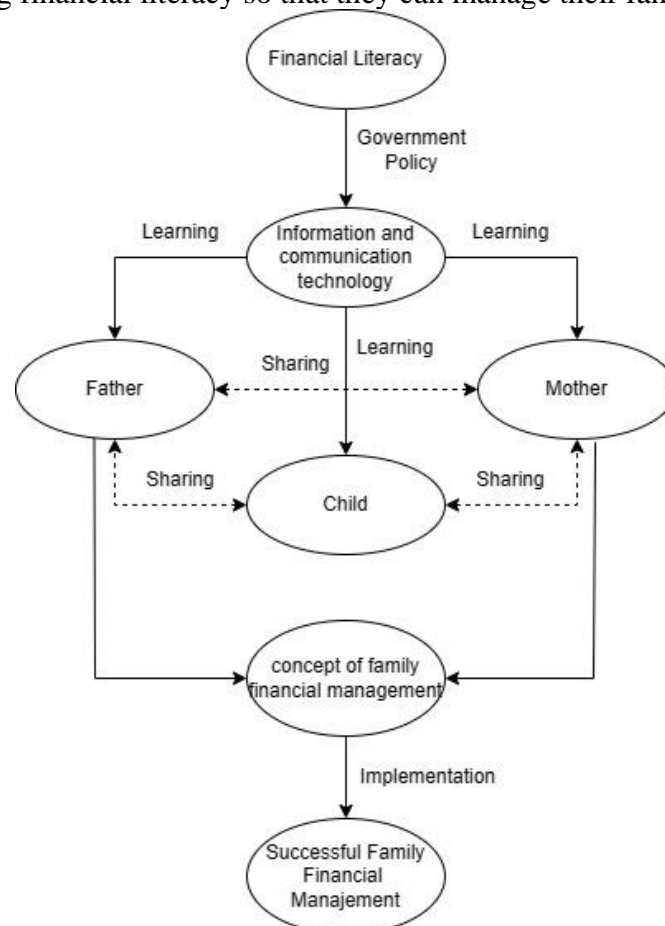 g financial literacy so that they can manage their
Financial Literacy
Government
Policy
Learning
Information and
communication
technology
Learning
Sharing
Learning
Father
Mother
Sharing
Child
Sharing
concept of family
financial management
Implementation
Successful Family
Financial
Manajement